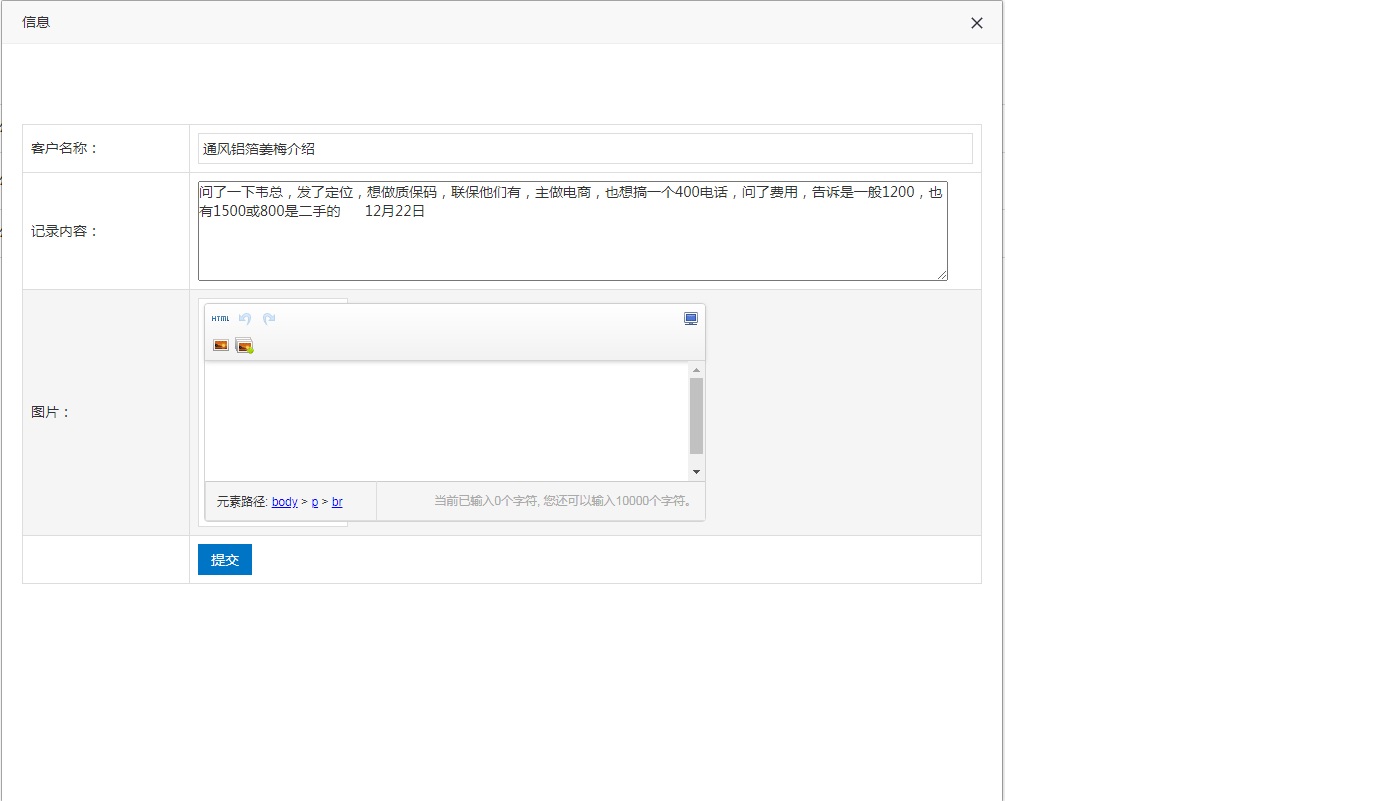 信息
客户名称：
通风铝箔姜梅介绍
记录内容：
问了一下韦总，发了定位，想做质保码，联保他们有，主做电商，也想搞一个400电话，问了费用，告诉是一般1200，也
有1500或800是二手的 12月22日
图片：
HTML
元素路径: body > p > br
当前已输入0个字符, 您还可以输入10000个字符。
提交